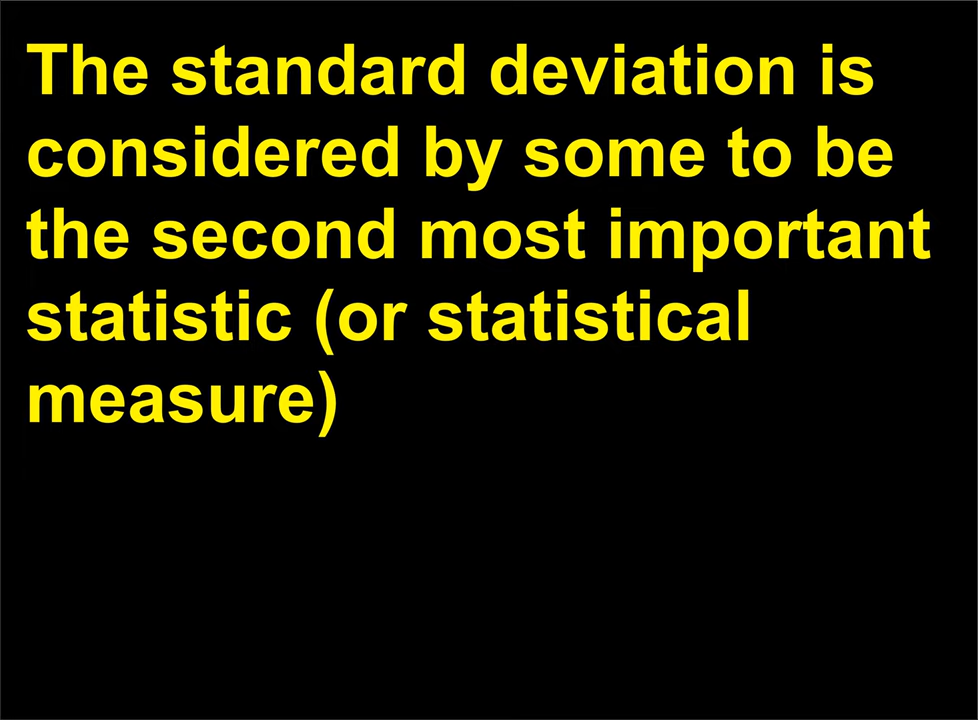 The standard deviation is
considered by some to be
the second most important
statistic (or statistical
measure)